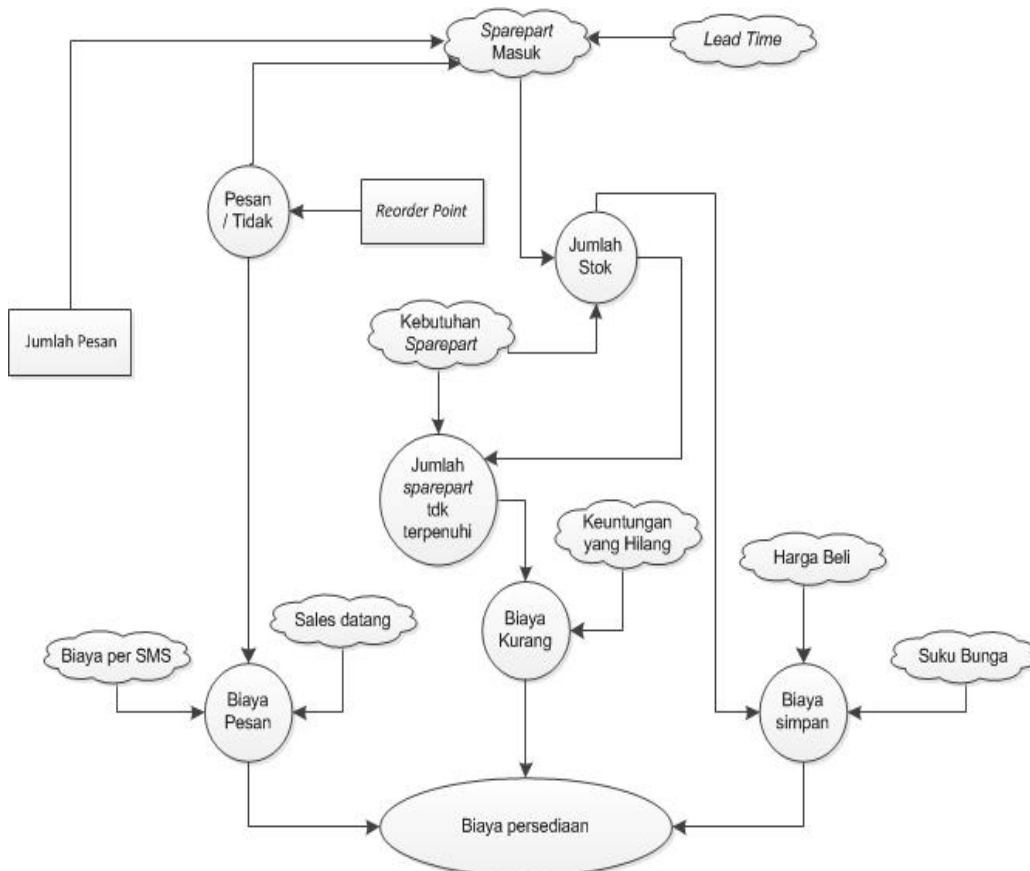 Sparepart
Masuk
Lead Time
Pesan
/ Tidak
Reorder Point
Jumlah
Stok
Jumlah Pesan
Kebutuhan
Sparepart
Jumlah
sparepart
tdk
terpenuhi
Keuntungan
yang Hilang
Harga Beli
Biaya
Kurang
Sales datang
Biaya per SMS
Suku Bunga
Biaya
Pesan
Biaya
simpan
Biaya persediaan